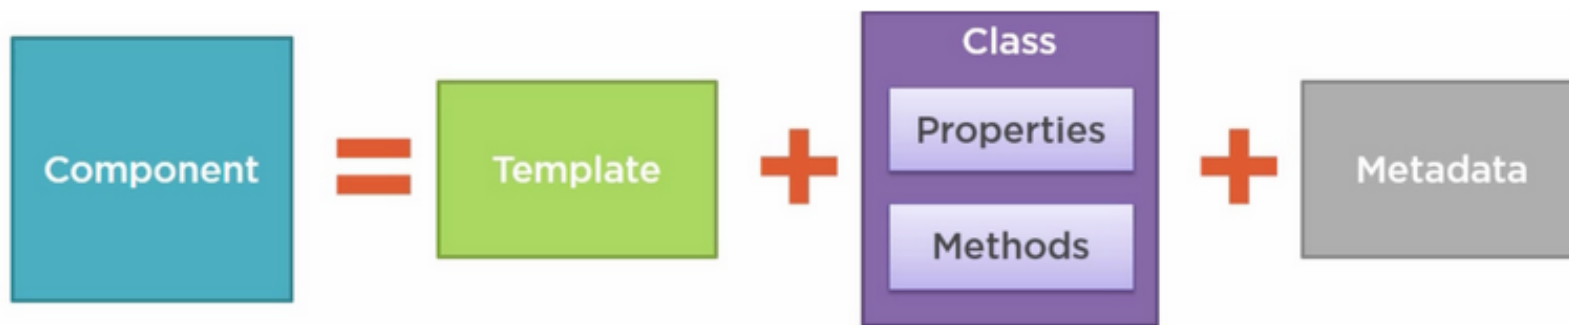 Component
=
Template
+
Class
Properties
Methods
+
Metadata